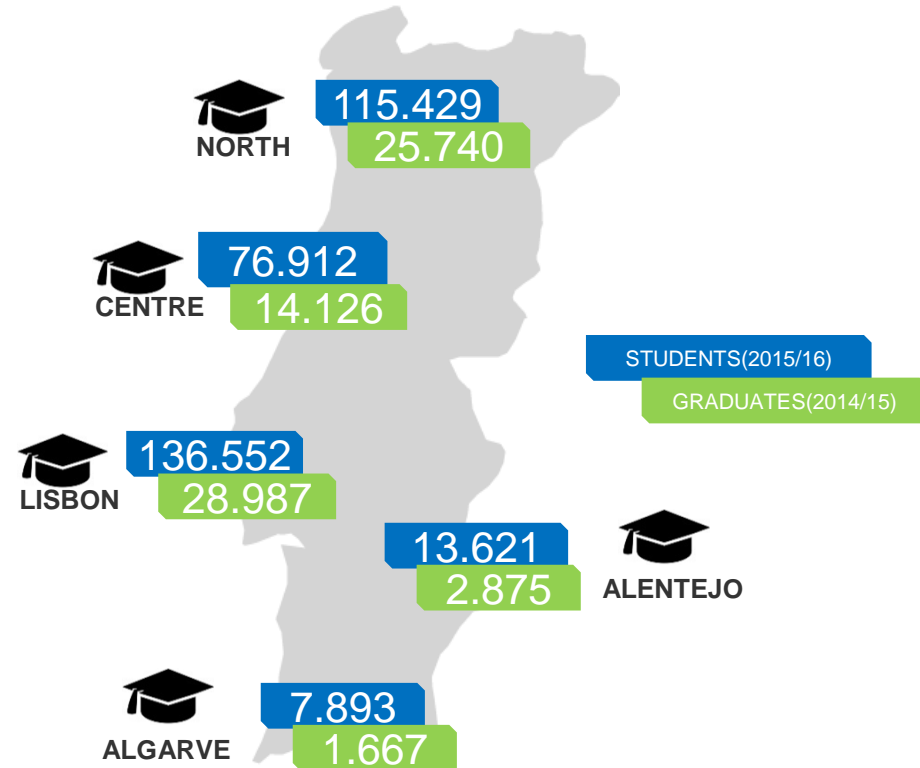 115.429
25.740
NORTH
76.912
14.126
CENTRE
STUDENTS(2015/16)
GRADUATES(2014/15)
136.552
28.987
LISBON
13.621
2.875
ALENTEJO
7.893
1.667
ALGARVE